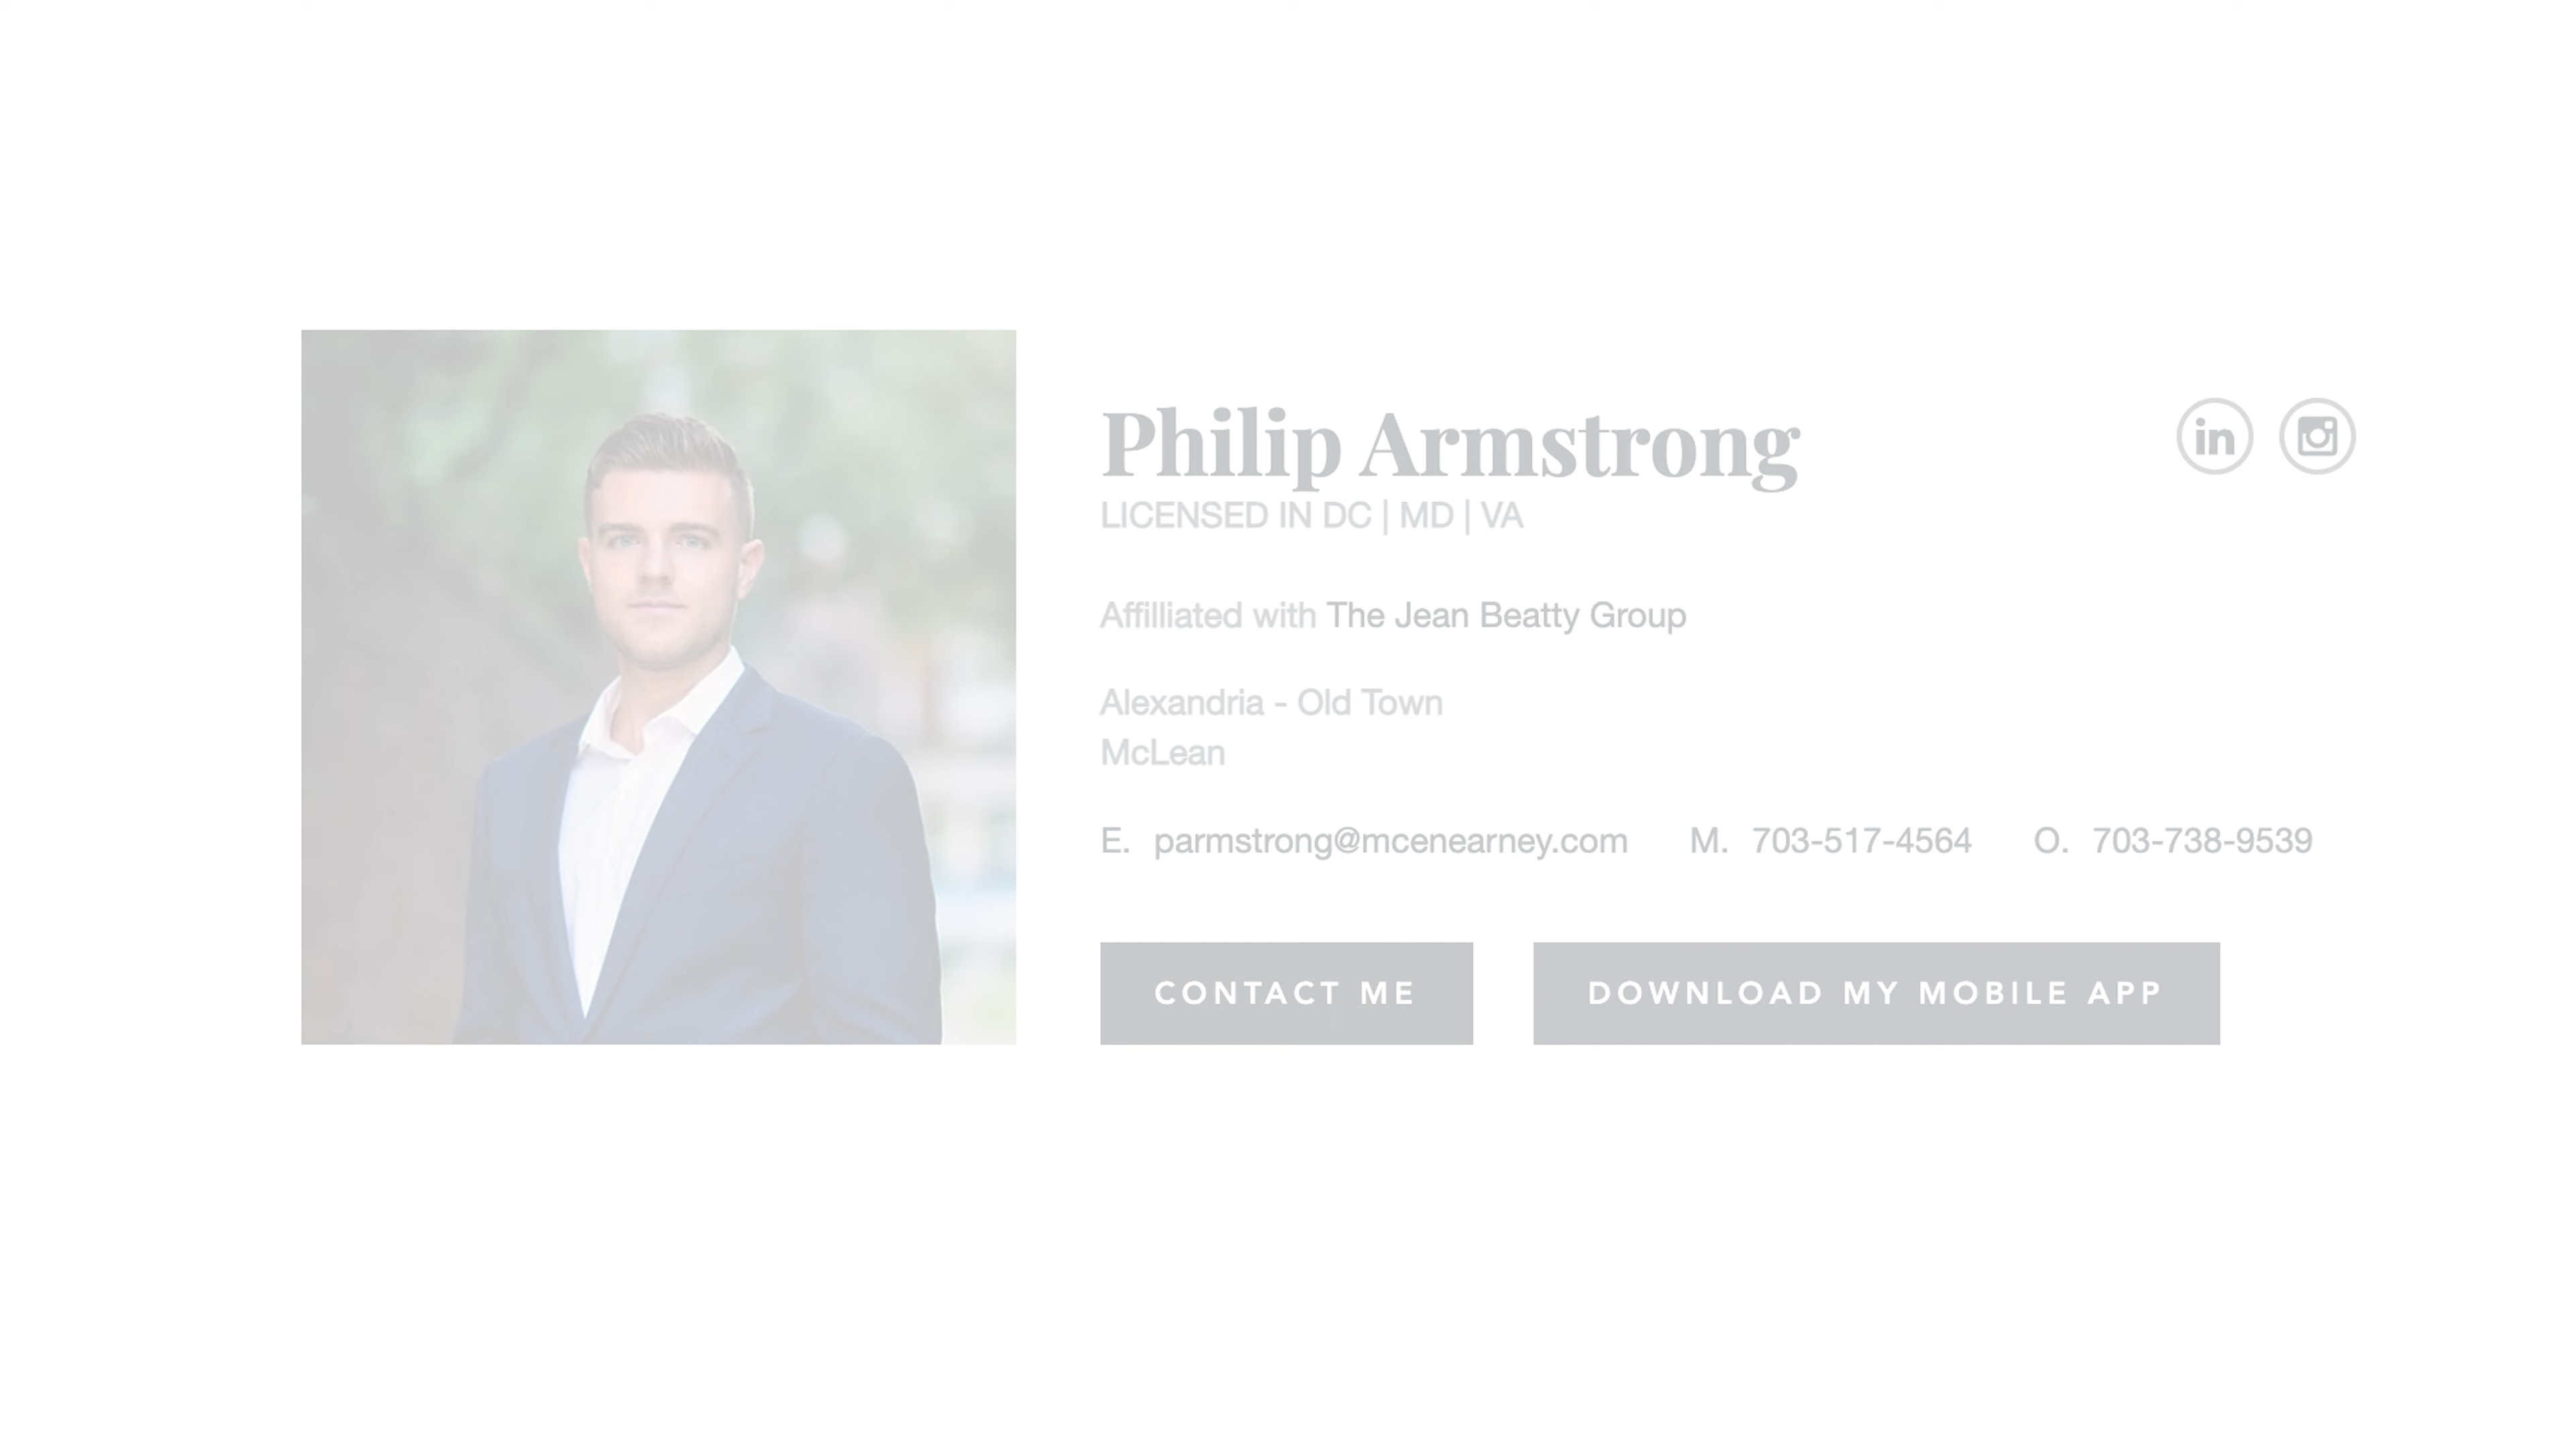 Philip Armstrong
in
LICENSED IN DC | MD | VA
Affilliated with The Jean Beatty Group
Alexandria - Old Town
McLean
E. parmstrong@mcenearney.com M. 703-517-4564 O. 703-738-9539
CONTACT ME DOWNLOAD MY MOBILE APP